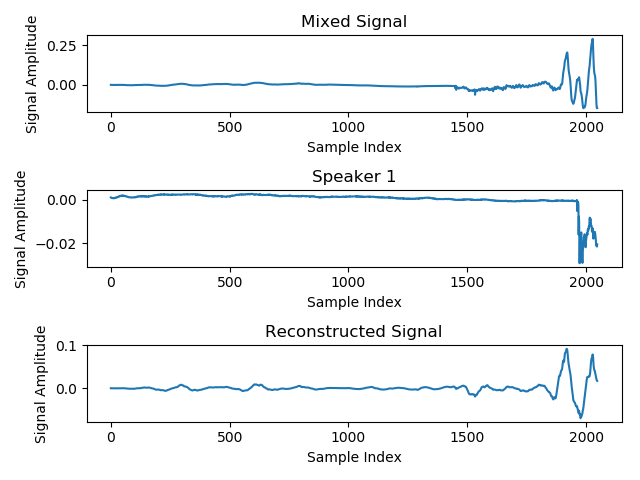 Mixed Signal
Signal Amplitude
0.25
0.00
0 500 1000 1500 2000
Sample Index
Speaker 1
Signal Amplitude
0.00
−0.02
0 500 1000 1500 2000
Sample Index
Reconstructed Signal
Signal Amplitude
0.1
0.0
0 500 1000 1500 2000
Sample Index